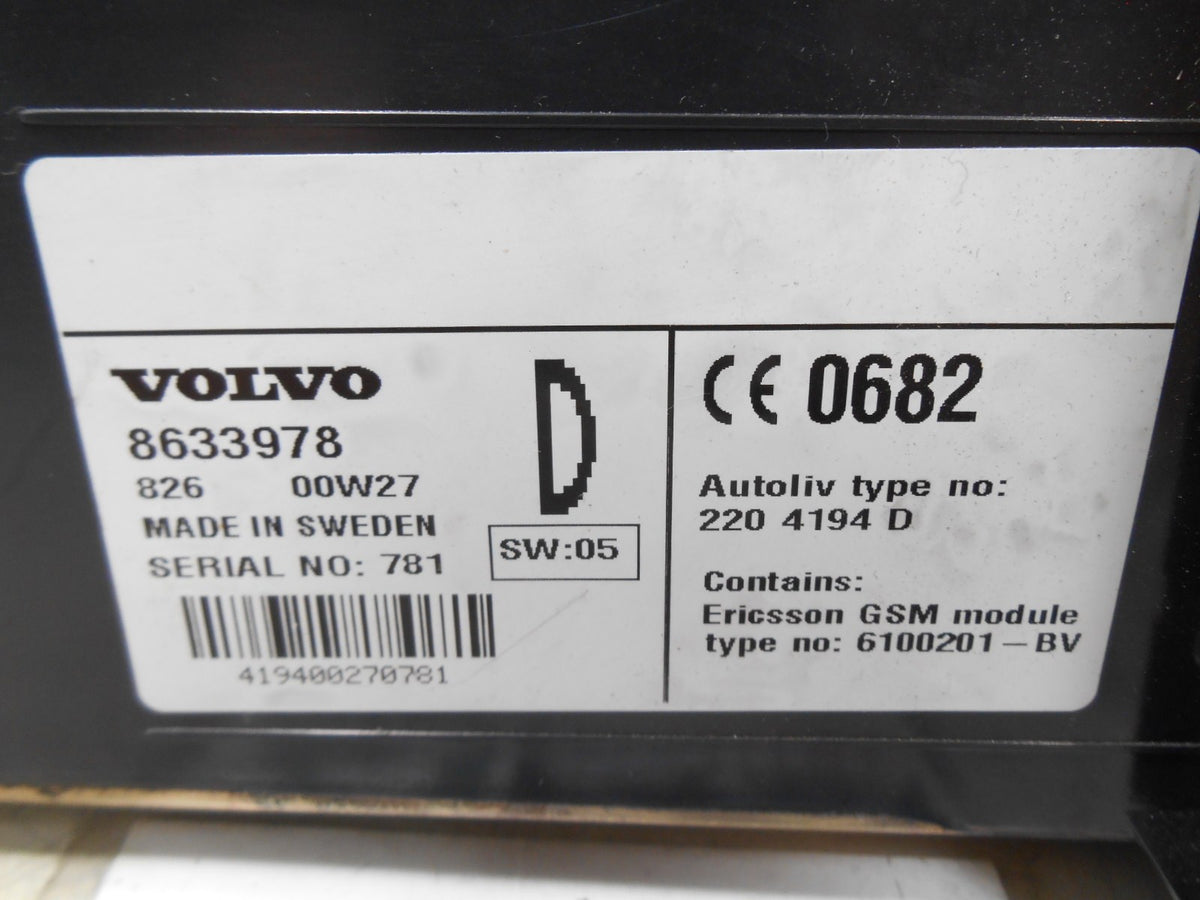 VOLVO
8633978
826 00W27
MADE IN SWEDEN
SERIAL NO: 781
419400270781
D
SW:05
CE 0682
Autoliv type no:
220 4194 D
Contains:
Ericsson GSM module
type no: 6100201-BV